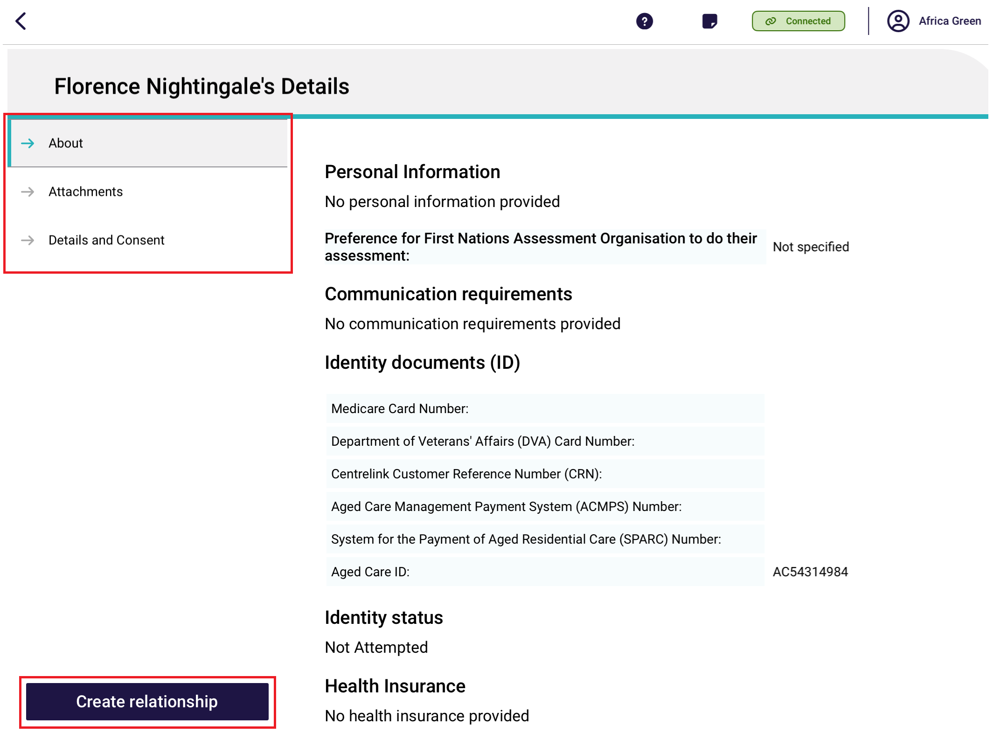 Connected
Africa Green
Florence Nightingale's Details
About
Attachments
Details and Consent
Personal Information
No personal information provided
Preference for First Nations Assessment Organisation to do their
assessment:
Not specified
Communication requirements
No communication requirements provided
Identity documents (ID)
Medicare Card Number:
Department of Veterans' Affairs (DVA) Card Number:
Centrelink Customer Reference Number (CRN):
Aged Care Management Payment System (ACMPS) Number:
System for the Payment of Aged Residential Care (SPARC) Number:
Aged Care ID: AC54314984
Identity status
Not Attempted
Health Insurance
No health insurance provided
Create relationship